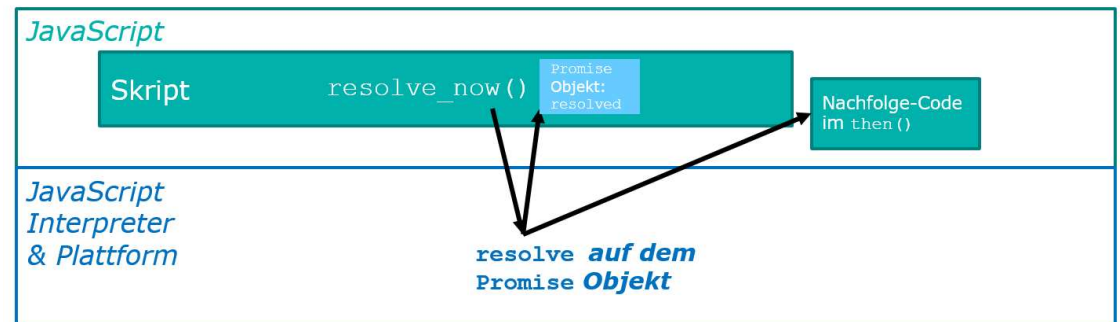 JavaScript
Skript resolve_now()
Promise
Objekt:
resolved
Nachfolge-Code
im then()
JavaScript
Interpreter
& Plattform
resolve auf dem
Promise Objekt